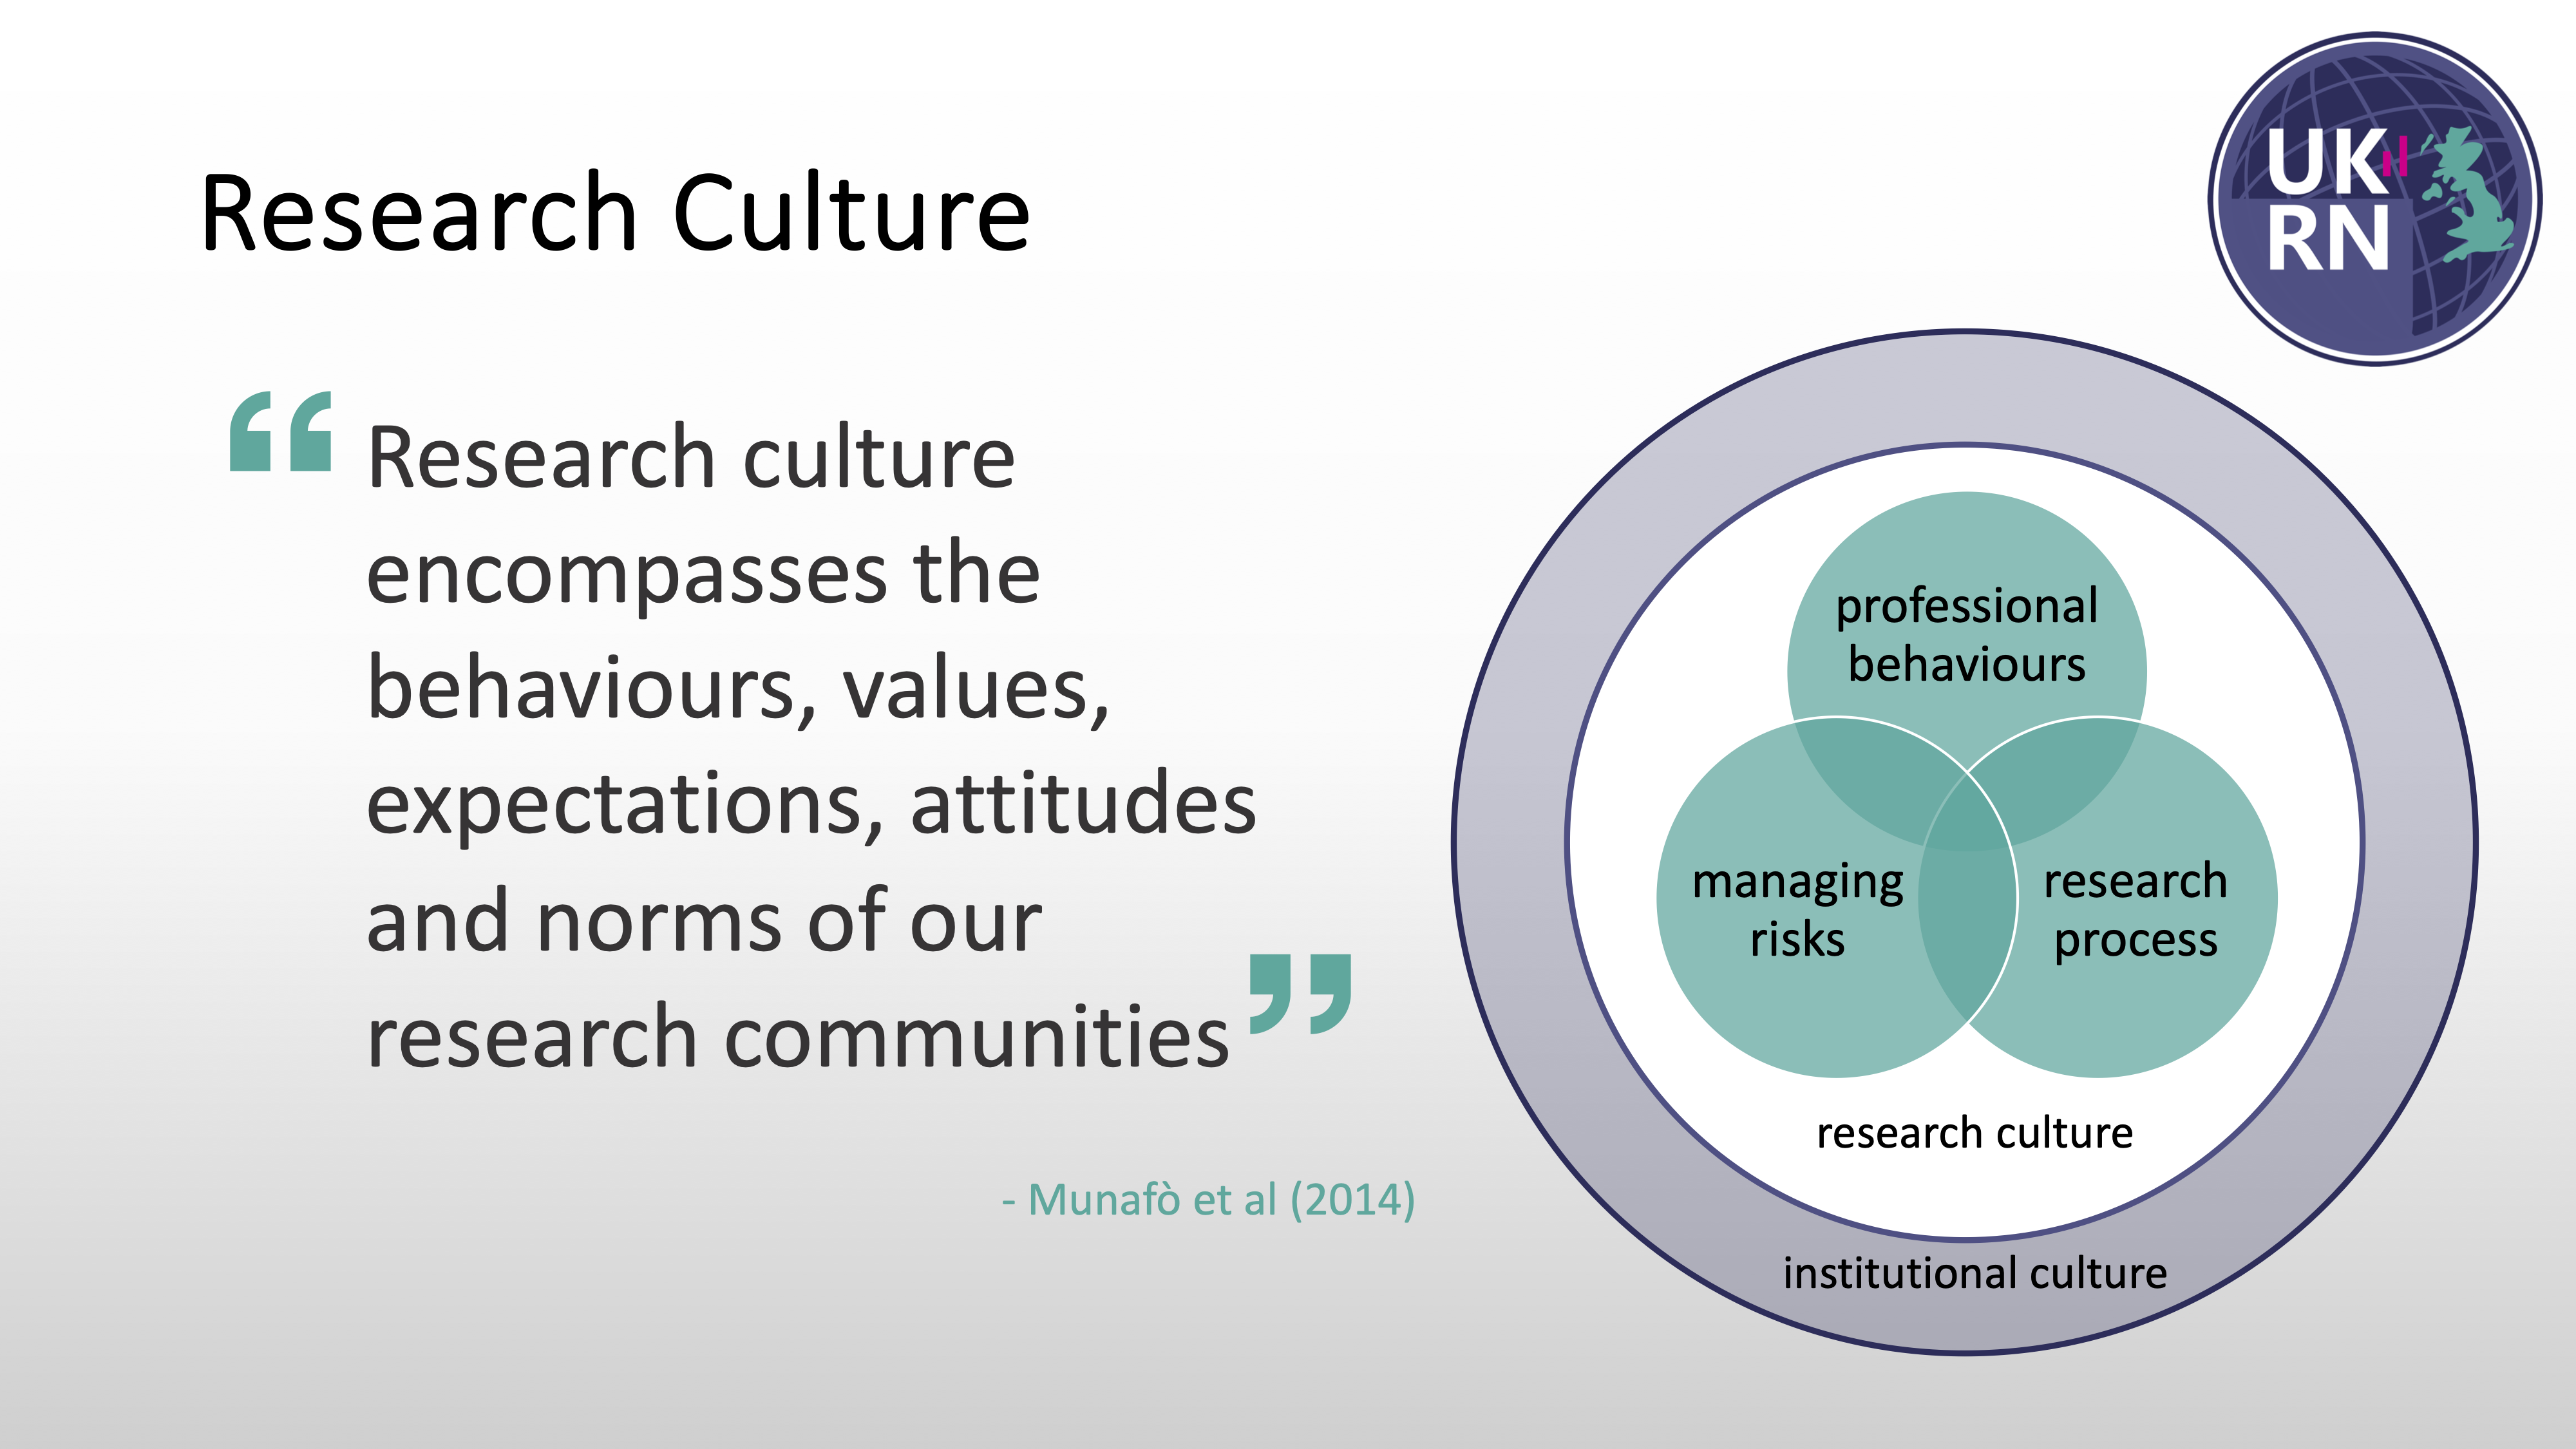 UK
RN
Research Culture
“Research culture
encompasses the
behaviours, values,
expectations, attitudes
and norms of our
research communities”
- Munafò et al (2014)
professional
behaviours
managing
risks
research
process
research culture
institutional culture